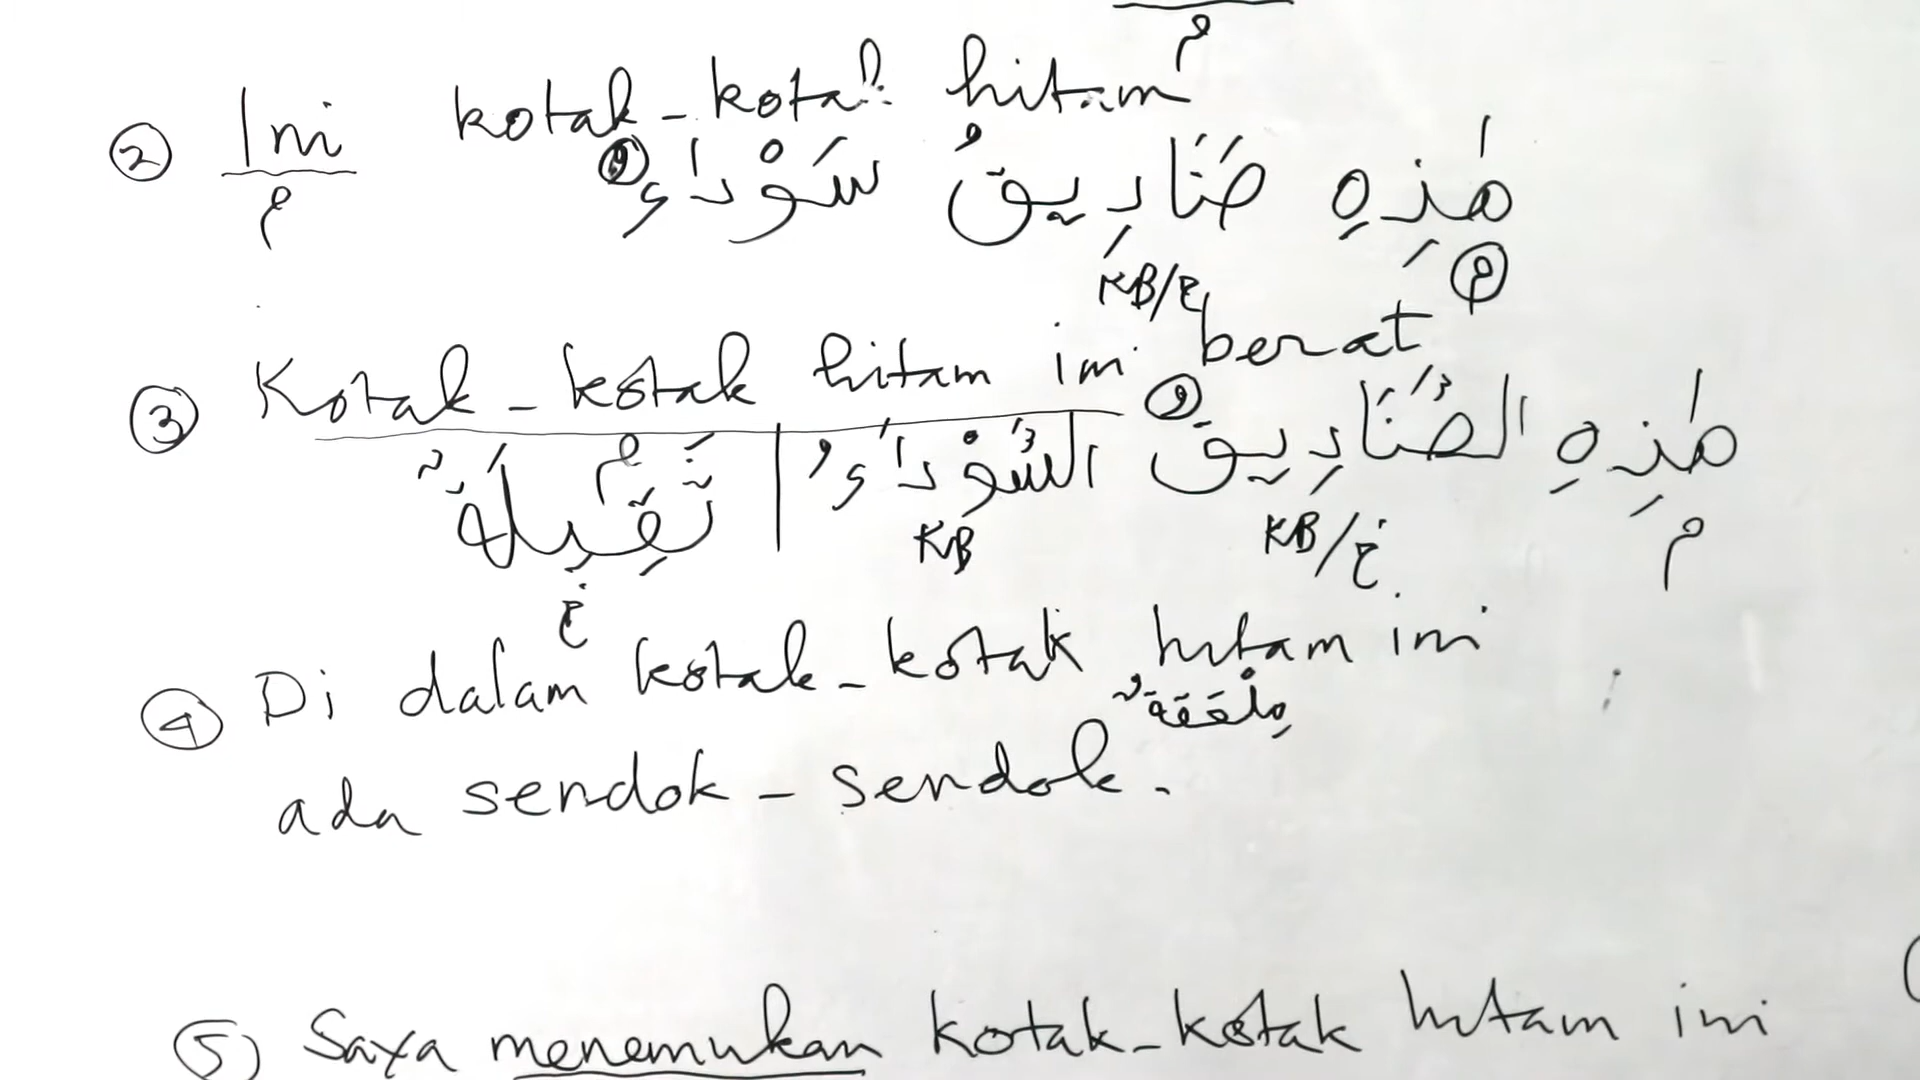 م
② Ini kotak-kotak hitam
م
هٰذِهِ صَنَادِيقُ سَوْدَاءُ
م KB/خ
③ Kotak-kotak hitam ini berat
هٰذِهِ الصَّنَادِيقُ السَّوْدَاءُ | ثَقِيلَةٌ
م KB/خ KB خ
④ Di dalam kotak-kotak hitam ini
مِلْعَقَةٌ
ada sendok-sendok.
⑤ Saya menemukan kotak-kotak hitam ini